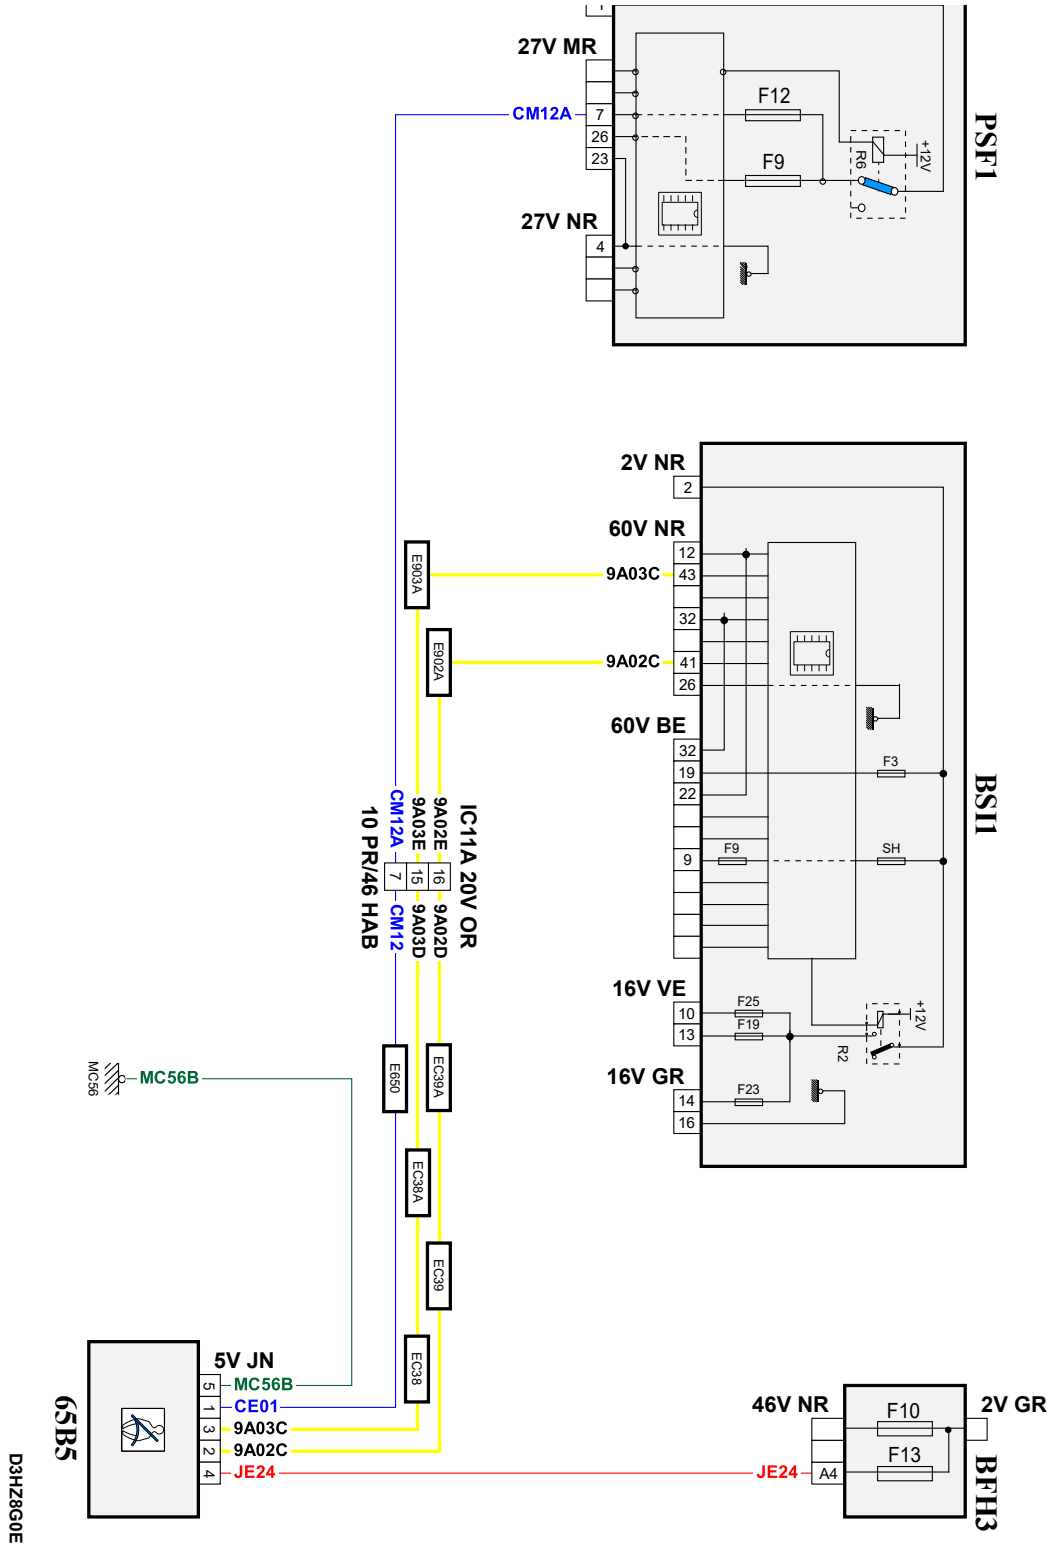 1
27V MR
CM12A
7
26
23
F12
F9
R6
+12V
PSF1
27V NR
4
2V NR
2
60V NR
12
9A03C
43
32
9A02C
41
26
60V BE
32
19
22
9
F3
F9
SH
BSI1
16V VE
10
13
F25
F19
R2
+12V
16V GR
14
16
F23
E903A
E902A
CM12A
9A03E
9A02E
10 PR/46 HAB
IC11A 20V OR
7
15
16
CM12
9A03D
9A02D
E650
EC39A
EC38A
EC39
EC38
MC56
MC56B
5V JN
5
MC56B
1
CE01
3
9A03C
2
9A02C
4
JE24
65B5
46V NR
2V GR
F10
F13
JE24
A4
BFH3
D3HZ8G0E